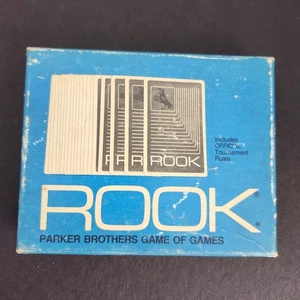 ROOK
Includes
OFFICIAL
Tournament
Rules
ROOK®
PARKER BROTHERS GAME OF GAMES